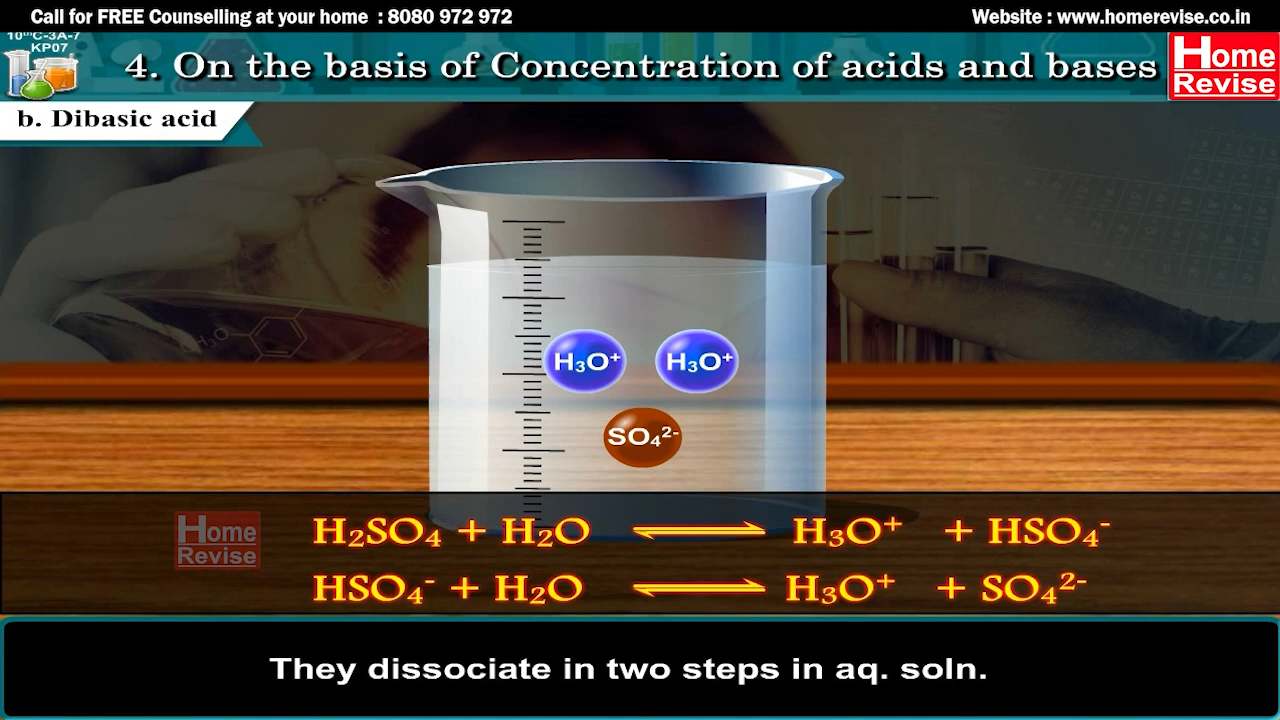 Call for FREE Counselling at your home : 8080 972 972
Website : www.homerevise.co.in
10thC-3A-7
KP07
4. On the basis of Concentration of acids and bases
Home
Revise
b. Dibasic acid
H₃O⁺ H₃O⁺
SO₄²⁻
Home
Revise
H₂SO₄ + H₂O ⇌ H₃O⁺ + HSO₄⁻
HSO₄⁻ + H₂O ⇌ H₃O⁺ + SO₄²⁻
They dissociate in two steps in aq. soln.